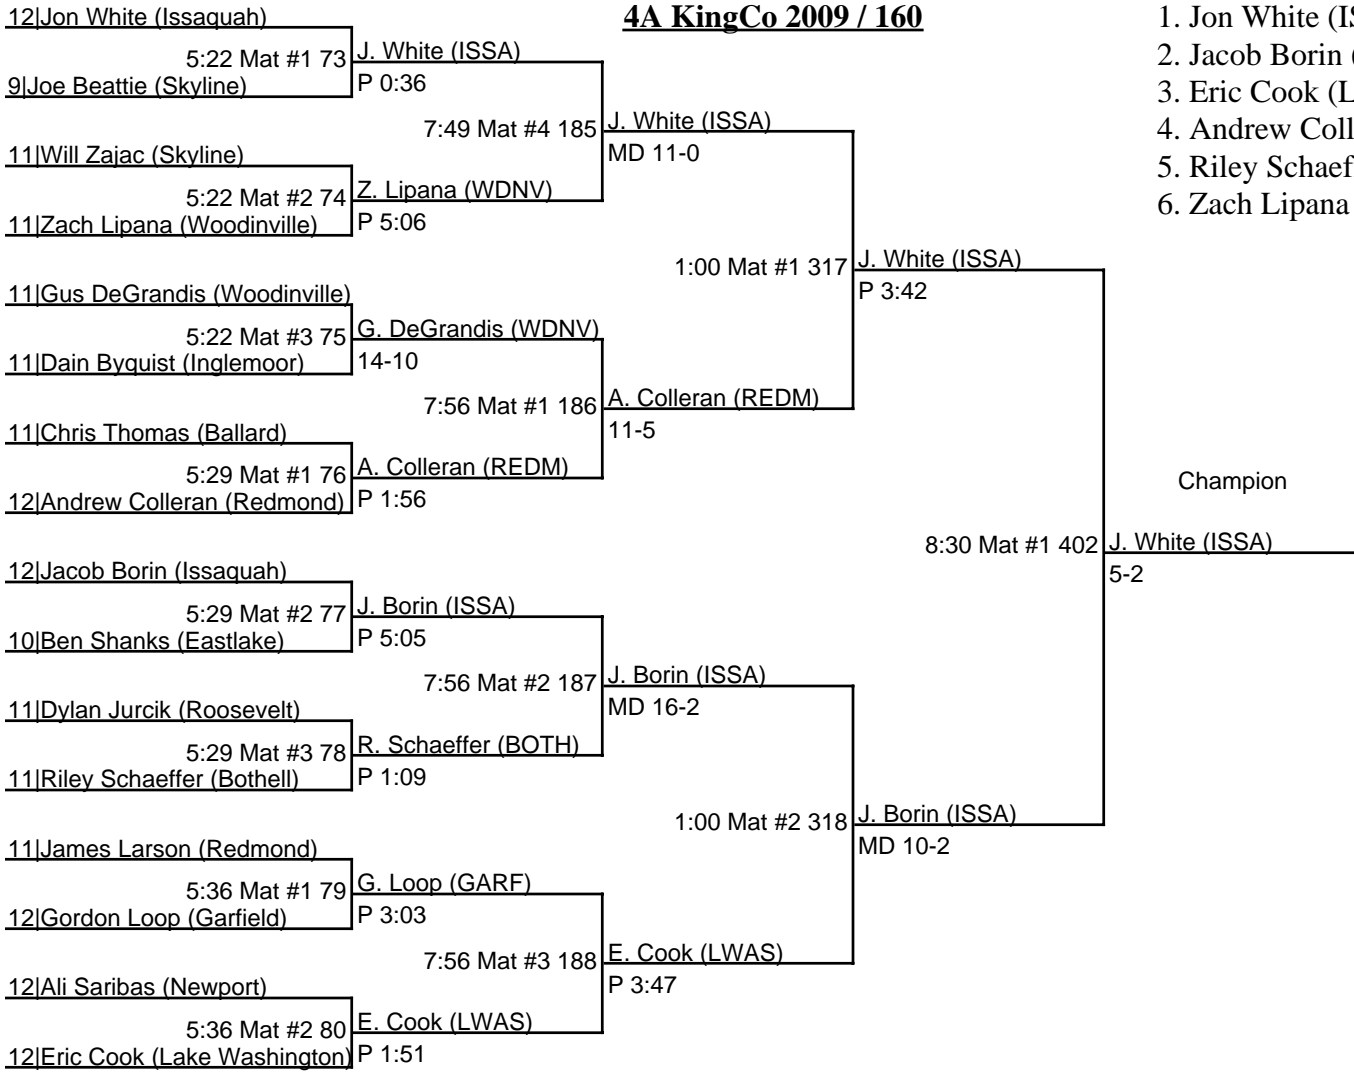 4A KingCo 2009 / 160
1. Jon White
2. Jacob Borin
3. Eric Cook
4. Andrew
5. Riley
6. Zach Lipana
12|Jon White (Issaquah)
5:22 Mat #1 73
9|Joe Beattie (Skyline)
J. White (ISSA)
P 0:36
7:49 Mat #4 185
J. White (ISSA)
MD 11-0
11|Will Zajac (Skyline)
5:22 Mat #2 74
11|Zach Lipana (Woodinville)
Z. Lipana (WDNV)
P 5:06
1:00 Mat #1 317
J. White (ISSA)
P 3:42
11|Gus DeGrandis (Woodinville)
5:22 Mat #3 75
11|Dain Byquist (Inglemoor)
G. DeGrandis (WDNV)
14-10
7:56 Mat #1 186
A. Colleran (REDM)
11-5
11|Chris Thomas (Ballard)
5:29 Mat #1 76
12|Andrew Colleran (Redmond)
A. Colleran (REDM)
P 1:56
Champion
8:30 Mat #1 402
J. White (ISSA)
5-2
12|Jacob Borin (Issaquah)
5:29 Mat #2 77
10|Ben Shanks (Eastlake)
J. Borin (ISSA)
P 5:05
7:56 Mat #2 187
J. Borin (ISSA)
MD 16-2
11|Dylan Jurcik (Roosevelt)
5:29 Mat #3 78
11|Riley Schaeffer (Bothell)
R. Schaeffer (BOTH)
P 1:09
1:00 Mat #2 318
J. Borin (ISSA)
MD 10-2
11|James Larson (Redmond)
5:36 Mat #1 79
12|Gordon Loop (Garfield)
G. Loop (GARF)
P 3:03
7:56 Mat #3 188
E. Cook (LWAS)
P 3:47
12|Ali Saribas (Newport)
5:36 Mat #2 80
12|Eric Cook (Lake Washington)
E. Cook (LWAS)
P 1:51